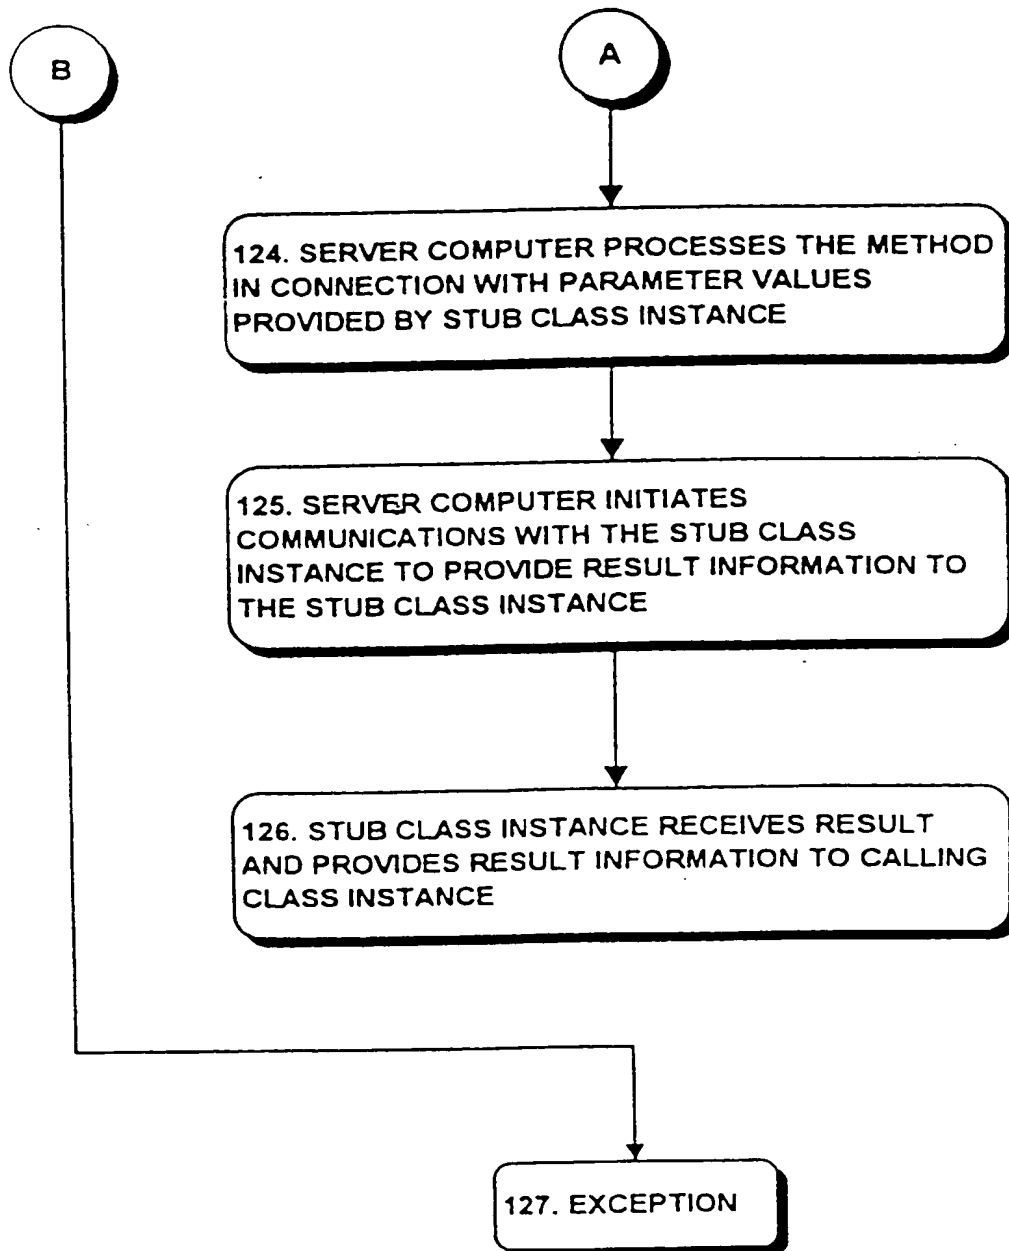 B
A
124. SERVER COMPUTER PROCESSES THE METHOD
IN CONNECTION WITH PARAMETER VALUES
PROVIDED BY STUB CLASS INSTANCE
125. SERVER COMPUTER INITIATES
COMMUNICATIONS WITH THE STUB CLASS
INSTANCE TO PROVIDE RESULT INFORMATION TO
THE STUB CLASS INSTANCE
126. STUB CLASS INSTANCE RECEIVES RESULT
AND PROVIDES RESULT INFORMATION TO CALLING
CLASS INSTANCE
127. EXCEPTION